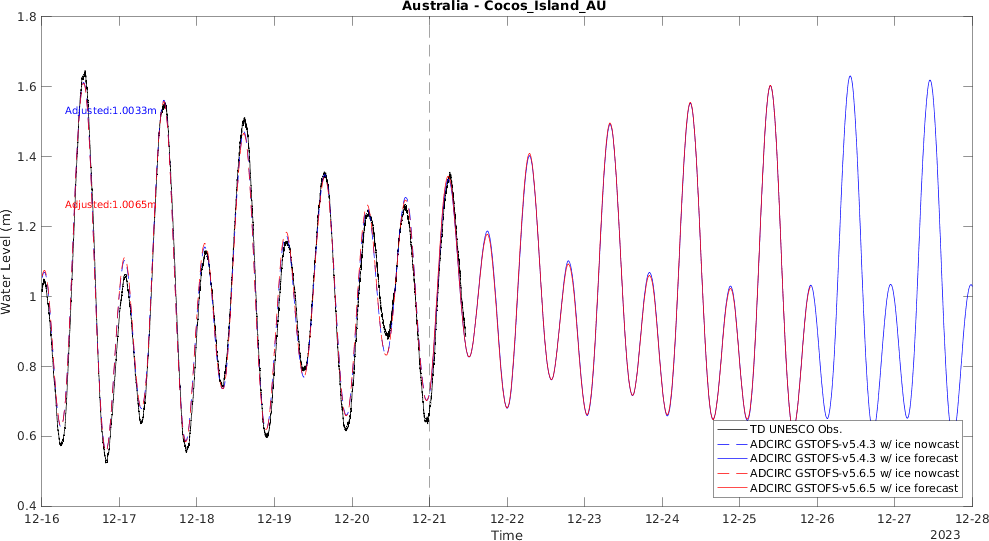 Australia - Cocos_Island_AU
1.8
1.6
1.4
1.2
1
0.8
0.6
0.4
Water Level (m)
Adjusted:1.0033m
Adjusted:1.0065m
TD UNESCO Obs.
ADCIRC GSTOFS-v5.4.3 w/ ice nowcast
ADCIRC GSTOFS-v5.4.3 w/ ice forecast
ADCIRC GSTOFS-v5.6.5 w/ ice nowcast
ADCIRC GSTOFS-v5.6.5 w/ ice forecast
12-16 12-17 12-18 12-19 12-20 12-21 12-22 12-23 12-24 12-25 12-26 12-27 12-28
Time
2023